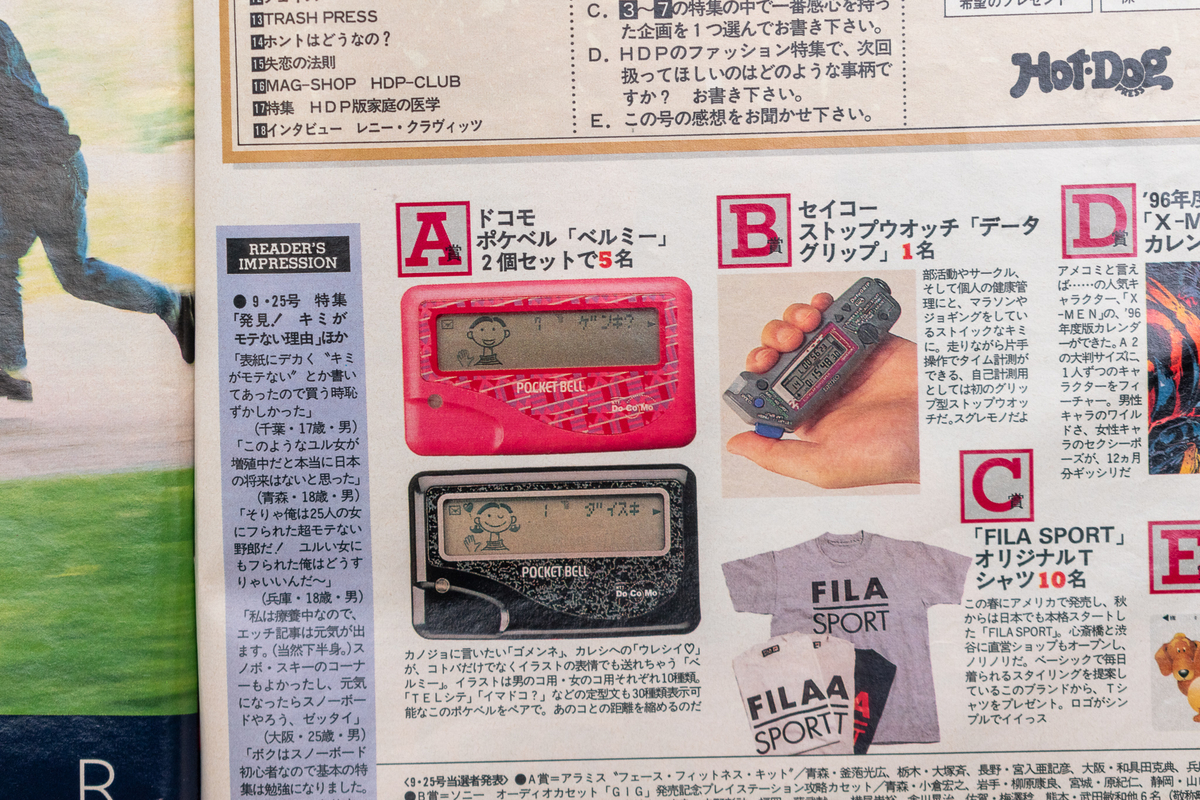 13 TRASH PRESS
14 ホントはどうなの?
15 失恋の法則
16 MAG-SHOP HDP-CLUB
17 特集 HDP版家庭の医学
18 インタビュー レニー・クラヴィッツ
C. 3〜7の特集の中で一番感心を持っ
た企画を1つ選んでお書き下さい。
D. HDPのファッション特集で、次回
扱ってほしいのはどのような事柄で
すか? お書き下さい。
E. この号の感想をお聞かせ下さい。
希望のプレゼント
Hot-Dog
PRESS
READER'S
IMPRESSION
●9・25号 特集
「発見! キミが
モテない理由」ほか
「表紙にデカく〝キミ
がモテない〟とか書い
てあったので買う時恥
ずかしかった」
(千葉・17歳・男)
「このようなユル女が
増殖中だと本当に日本
の将来はないと思った」
(青森・18歳・男)
「そりゃ俺は25人の女
にフられた超モテない
野郎だ! ユルい女に
もフられた俺はどうす
りゃいいんだ〜」
(兵庫・18歳・男)
「私は療養中なので、
エッチ記事は元気が出
ます。(当然下半身。)ス
ノボ・スキーのコーナ
ーもよかったし、元気
になったらスノーボー
ドやろう、ゼッタイ」
(大阪・25歳・男)
「ボクはスノーボード
初心者なので基本の特
集は勉強になりました。
A賞
ドコモ
ポケベル「ベルミー」
2個セットで5名
ゲンキ?
POCKET BELL
DoCoMo
ダイスキ
POCKET BELL
DoCoMo
カノジョに言いたい「ゴメンネ」、カレシへの「ウレシイ♡」
が、コトバだけでなくイラストの表情でも送れちゃう「ベ
ルミー」。イラストは男のコ用・女のコ用それぞれ10種類。
「TELシテ」「イマドコ?」などの定型文も30種類表示可
能なこのポケベルをペアで。あのコとの距離を縮めるのだ
B賞
セイコー
ストップウオッチ「データ
グリップ」1名
部活動やサークル、
そして個人の健康管
理にと、マラソンや
ジョギングをしてい
るストイックなキミ
に。走りながら片手
操作でタイム計測が
できる、自己計測用
としては初のグリッ
プ型ストップウオッ
チだ。スグレモノだよ
C賞
「FILA SPORT」
オリジナルT
シャツ10名
FILA
SPORT
この春にアメリカで発売し、秋
からは日本でも本格スタートし
た「FILA SPORT」。心斎橋と渋
谷に直営ショップもオープンし、
ノリノリだ。ベーシックで毎日
着られるスタイリングを提案し
ているこのブランドから、Tシ
ャツをプレゼント。ロゴがシン
プルでイイっス
D賞
'96年度
「X-M
カレン
アメコミと言え
ば……の人気キ
ャラクター、「X
-MEN」の、'96
年度版カレンダ
ーができた。A2
の大判サイズに、
1人ずつのキャ
ラクターをフィ
ーチャー。男性
キャラのワイル
ドさ、女性キャ
ラのセクシーポ
ーズが、12ヵ月
分ギッシリだ
E
R
〈9・25号当選者発表〉●A賞=アラミス〝フェース・フィットネス・キット〟/青森・釜萢光広、栃木・大塚斉、長野・宮入亜記彦、大阪・和具田克典、兵
●B賞=ソニー オーディオカセット「GIG」発売記念プレイステーション攻略カセット/青森・小倉宏之、岩手・柳原康良、宮城・原紀仁、静岡・山